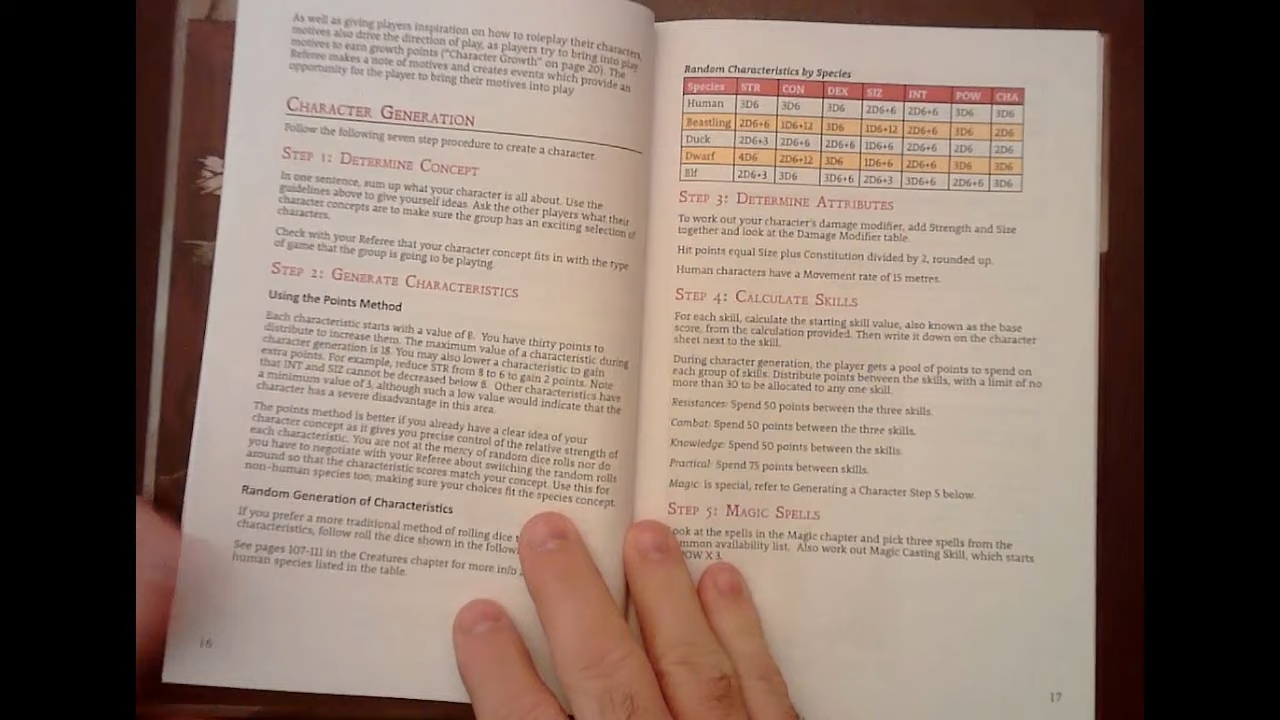 As well as giving players inspiration on how to roleplay their character,
motives also drive the direction of play, as players try to bring into play
motives to earn growth points ("Character Growth" on page 20). The
Referee makes a note of motives and creates events which provide an
opportunity for the player to bring their motives into play
CHARACTER GENERATION
Follow the following seven step procedure to create a character.
STEP 1: DETERMINE CONCEPT
In one sentence, sum up what your character is all about. Use the
guidelines above to give yourself ideas. Ask the other players what their
character concepts are to make sure the group has an exciting selection of
characters.
Check with your Referee that your character concept fits in with the type
of game that the group is going to be playing.
STEP 2: GENERATE CHARACTERISTICS
Using the Points Method
Each characteristic starts with a value of 8. You have thirty points to
distribute to increase them. The maximum value of a characteristic during
character generation is 18. You may also lower a characteristic to gain
extra points. For example, reduce STR from 8 to 6 to gain 2 points. Note
that INT and SIZ cannot be decreased below 8. Other characteristics have
a minimum value of 3, although such a low value would indicate that the
character has a severe disadvantage in this area.
The points method is better if you already have a clear idea of your
character concept as it gives you precise control of the relative strength of
each characteristic. You are not at the mercy of random dice rolls nor do
you have to negotiate with your Referee about switching the random rolls
around so that the characteristic scores match your concept. Use this for
non-human species too, making sure your choices fit the species concept.
Random Generation of Characteristics
If you prefer a more traditional method of rolling dice
characteristics, follow roll the dice shown in the
See pages 107-111 in the Creatures chapter for more info
human species listed in the table.
16
Random Characteristics by Species
Species STR CON DEX SIZ INT POW CHA
Human 3D6 3D6 3D6 2D6+6 2D6+6 3D6 3D6
Beastling 2D6+6 1D6+12 3D6 1D6+12 2D6+6 3D6 2D6
Duck 2D6+3 2D6+6 2D6+6 1D6+6 2D6+6 2D6 2D6
Dwarf 4D6 2D6+12 3D6 1D6+6 2D6+6 3D6 3D6
Elf 2D6+3 3D6 3D6+6 2D6+3 3D6+6 2D6+6 3D6
STEP 3: DETERMINE ATTRIBUTES
To work out your character's damage modifier, add Strength and Size
together and look at the Damage Modifier table.
Hit points equal Size plus Constitution divided by 2, rounded up.
Human characters have a Movement rate of 15 metres.
STEP 4: CALCULATE SKILLS
For each skill, calculate the starting skill value, also known as the base
score, from the calculation provided. Then write it down on the character
sheet next to the skill.
During character generation, the player gets a pool of points to spend on
each group of skills. Distribute points between the skills, with a limit of no
more than 30 to be allocated to any one skill.
Resistances: Spend 50 points between the three skills.
Combat: Spend 50 points between the three skills.
Knowledge: Spend 50 points between the skills.
Practical: Spend 75 points between skills.
Magic: is special, refer to Generating a Character Step 5 below.
STEP 5: MAGIC SPELLS
ook at the spells in the Magic chapter and pick three spells from the
mmon availability list. Also work out Magic Casting Skill, which starts
OW X 3.
17